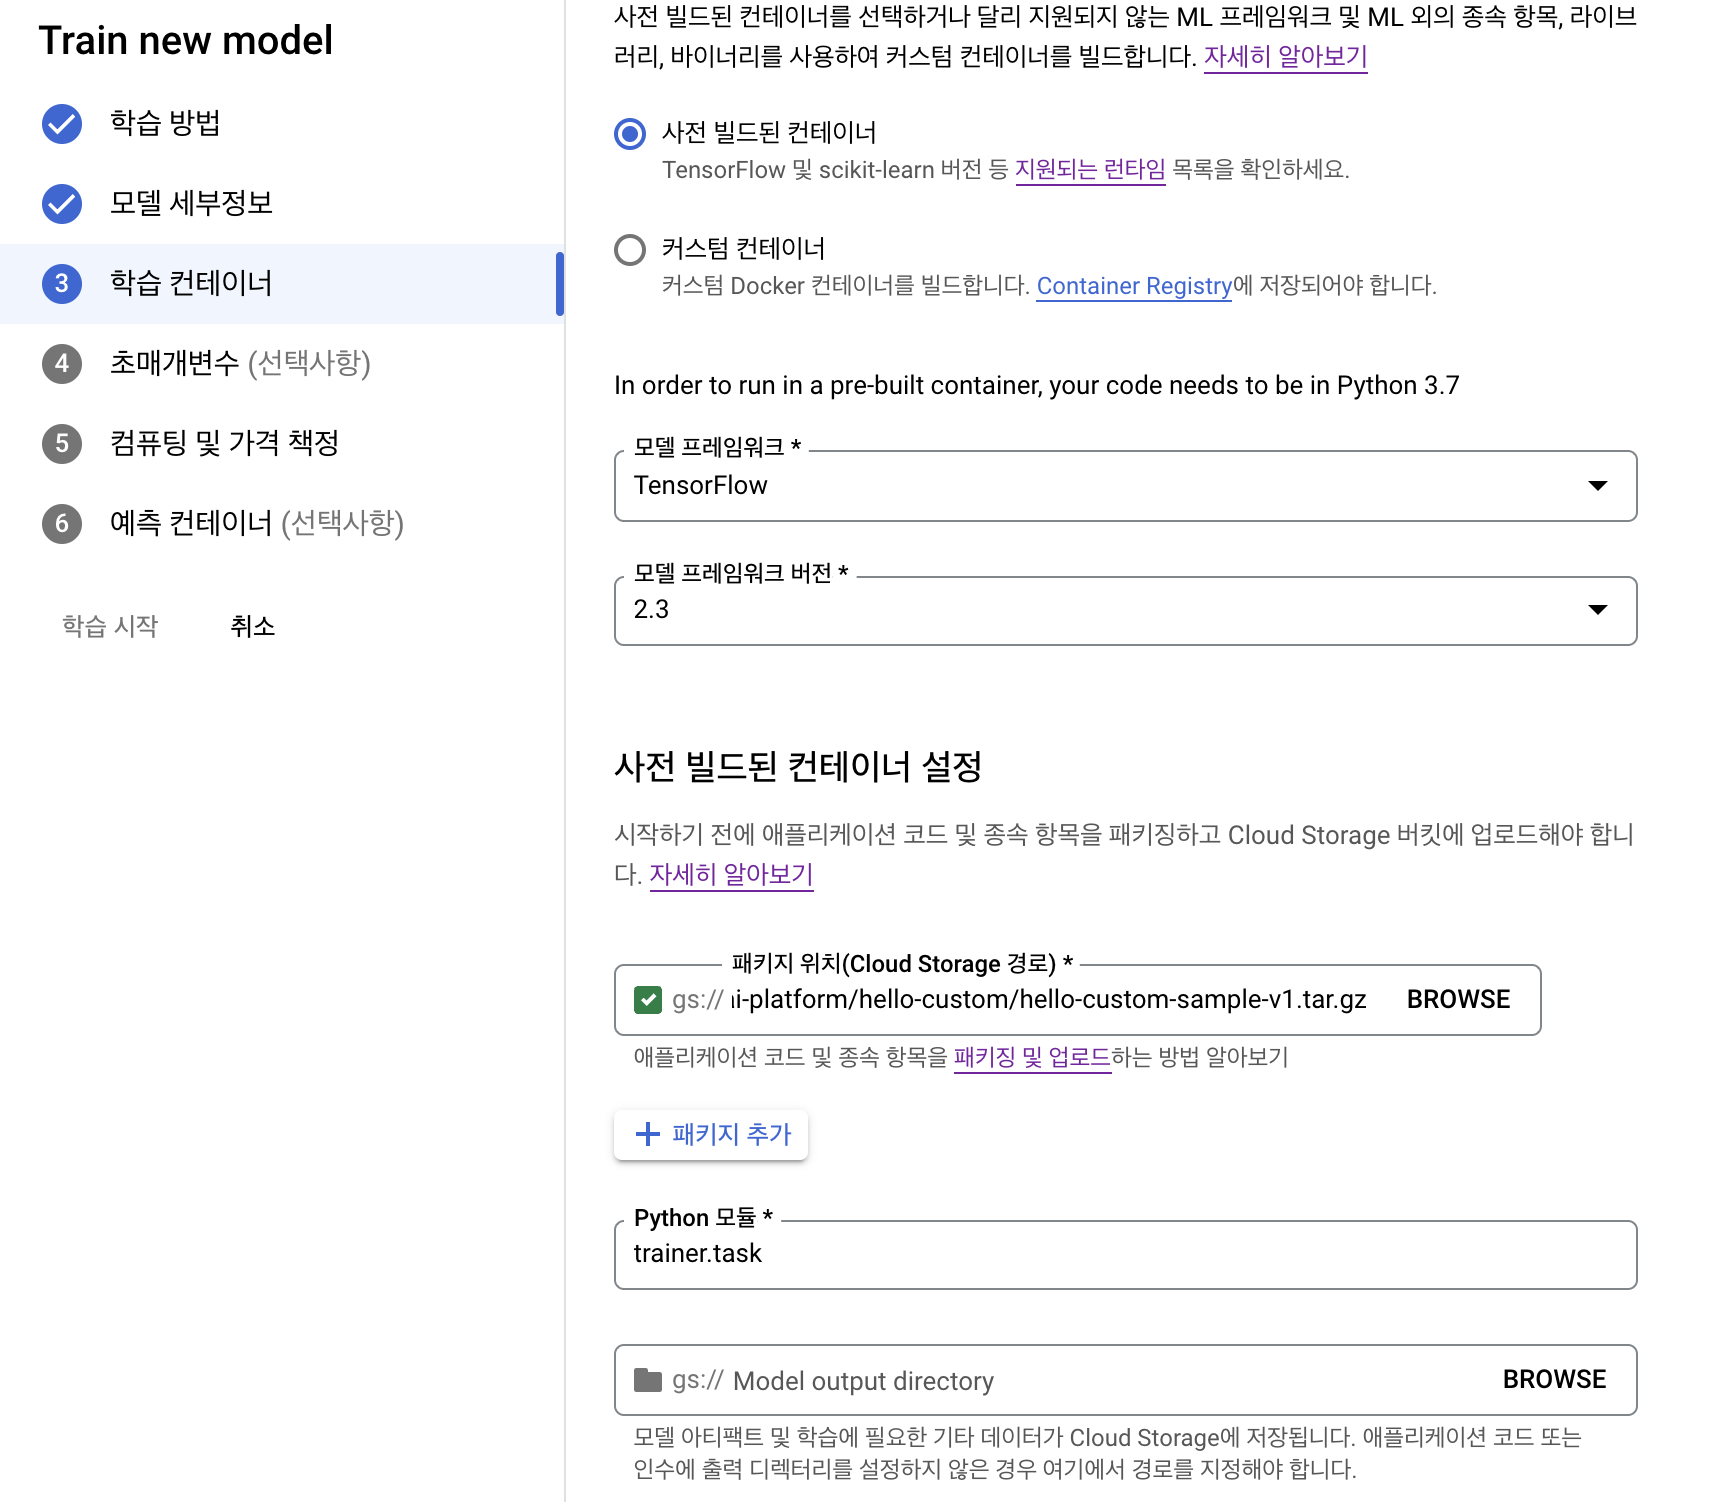 Train new model
학습 방법
모델 세부정보
3 학습 컨테이너
4 초매개변수 (선택사항)
5 컴퓨팅 및 가격 책정
6 예측 컨테이너 (선택사항)
학습 시작 취소
사전 빌드된 컨테이너를 선택하거나 달리 지원되지 않는 ML 프레임워크 및 ML 외의 종속 항목, 라이브
러리, 바이너리를 사용하여 커스텀 컨테이너를 빌드합니다. 자세히 알아보기
사전 빌드된 컨테이너
TensorFlow 및 scikit-learn 버전 등 지원되는 런타임 목록을 확인하세요.
커스텀 컨테이너
커스텀 Docker 컨테이너를 빌드합니다. Container Registry에 저장되어야 합니다.
In order to run in a pre-built container, your code needs to be in Python 3.7
모델 프레임워크 *
TensorFlow
모델 프레임워크 버전 *
2.3
사전 빌드된 컨테이너 설정
시작하기 전에 애플리케이션 코드 및 종속 항목을 패키징하고 Cloud Storage 버킷에 업로드해야 합니
다. 자세히 알아보기
패키지 위치(Cloud Storage 경로) *
gs:// ai-platform/hello-custom/hello-custom-sample-v1.tar.gz BROWSE
애플리케이션 코드 및 종속 항목을 패키징 및 업로드하는 방법 알아보기
패키지 추가
Python 모듈 *
trainer.task
gs:// Model output directory BROWSE
모델 아티팩트 및 학습에 필요한 기타 데이터가 Cloud Storage에 저장됩니다. 애플리케이션 코드 또는
인수에 출력 디렉터리를 설정하지 않은 경우 여기에서 경로를 지정해야 합니다.